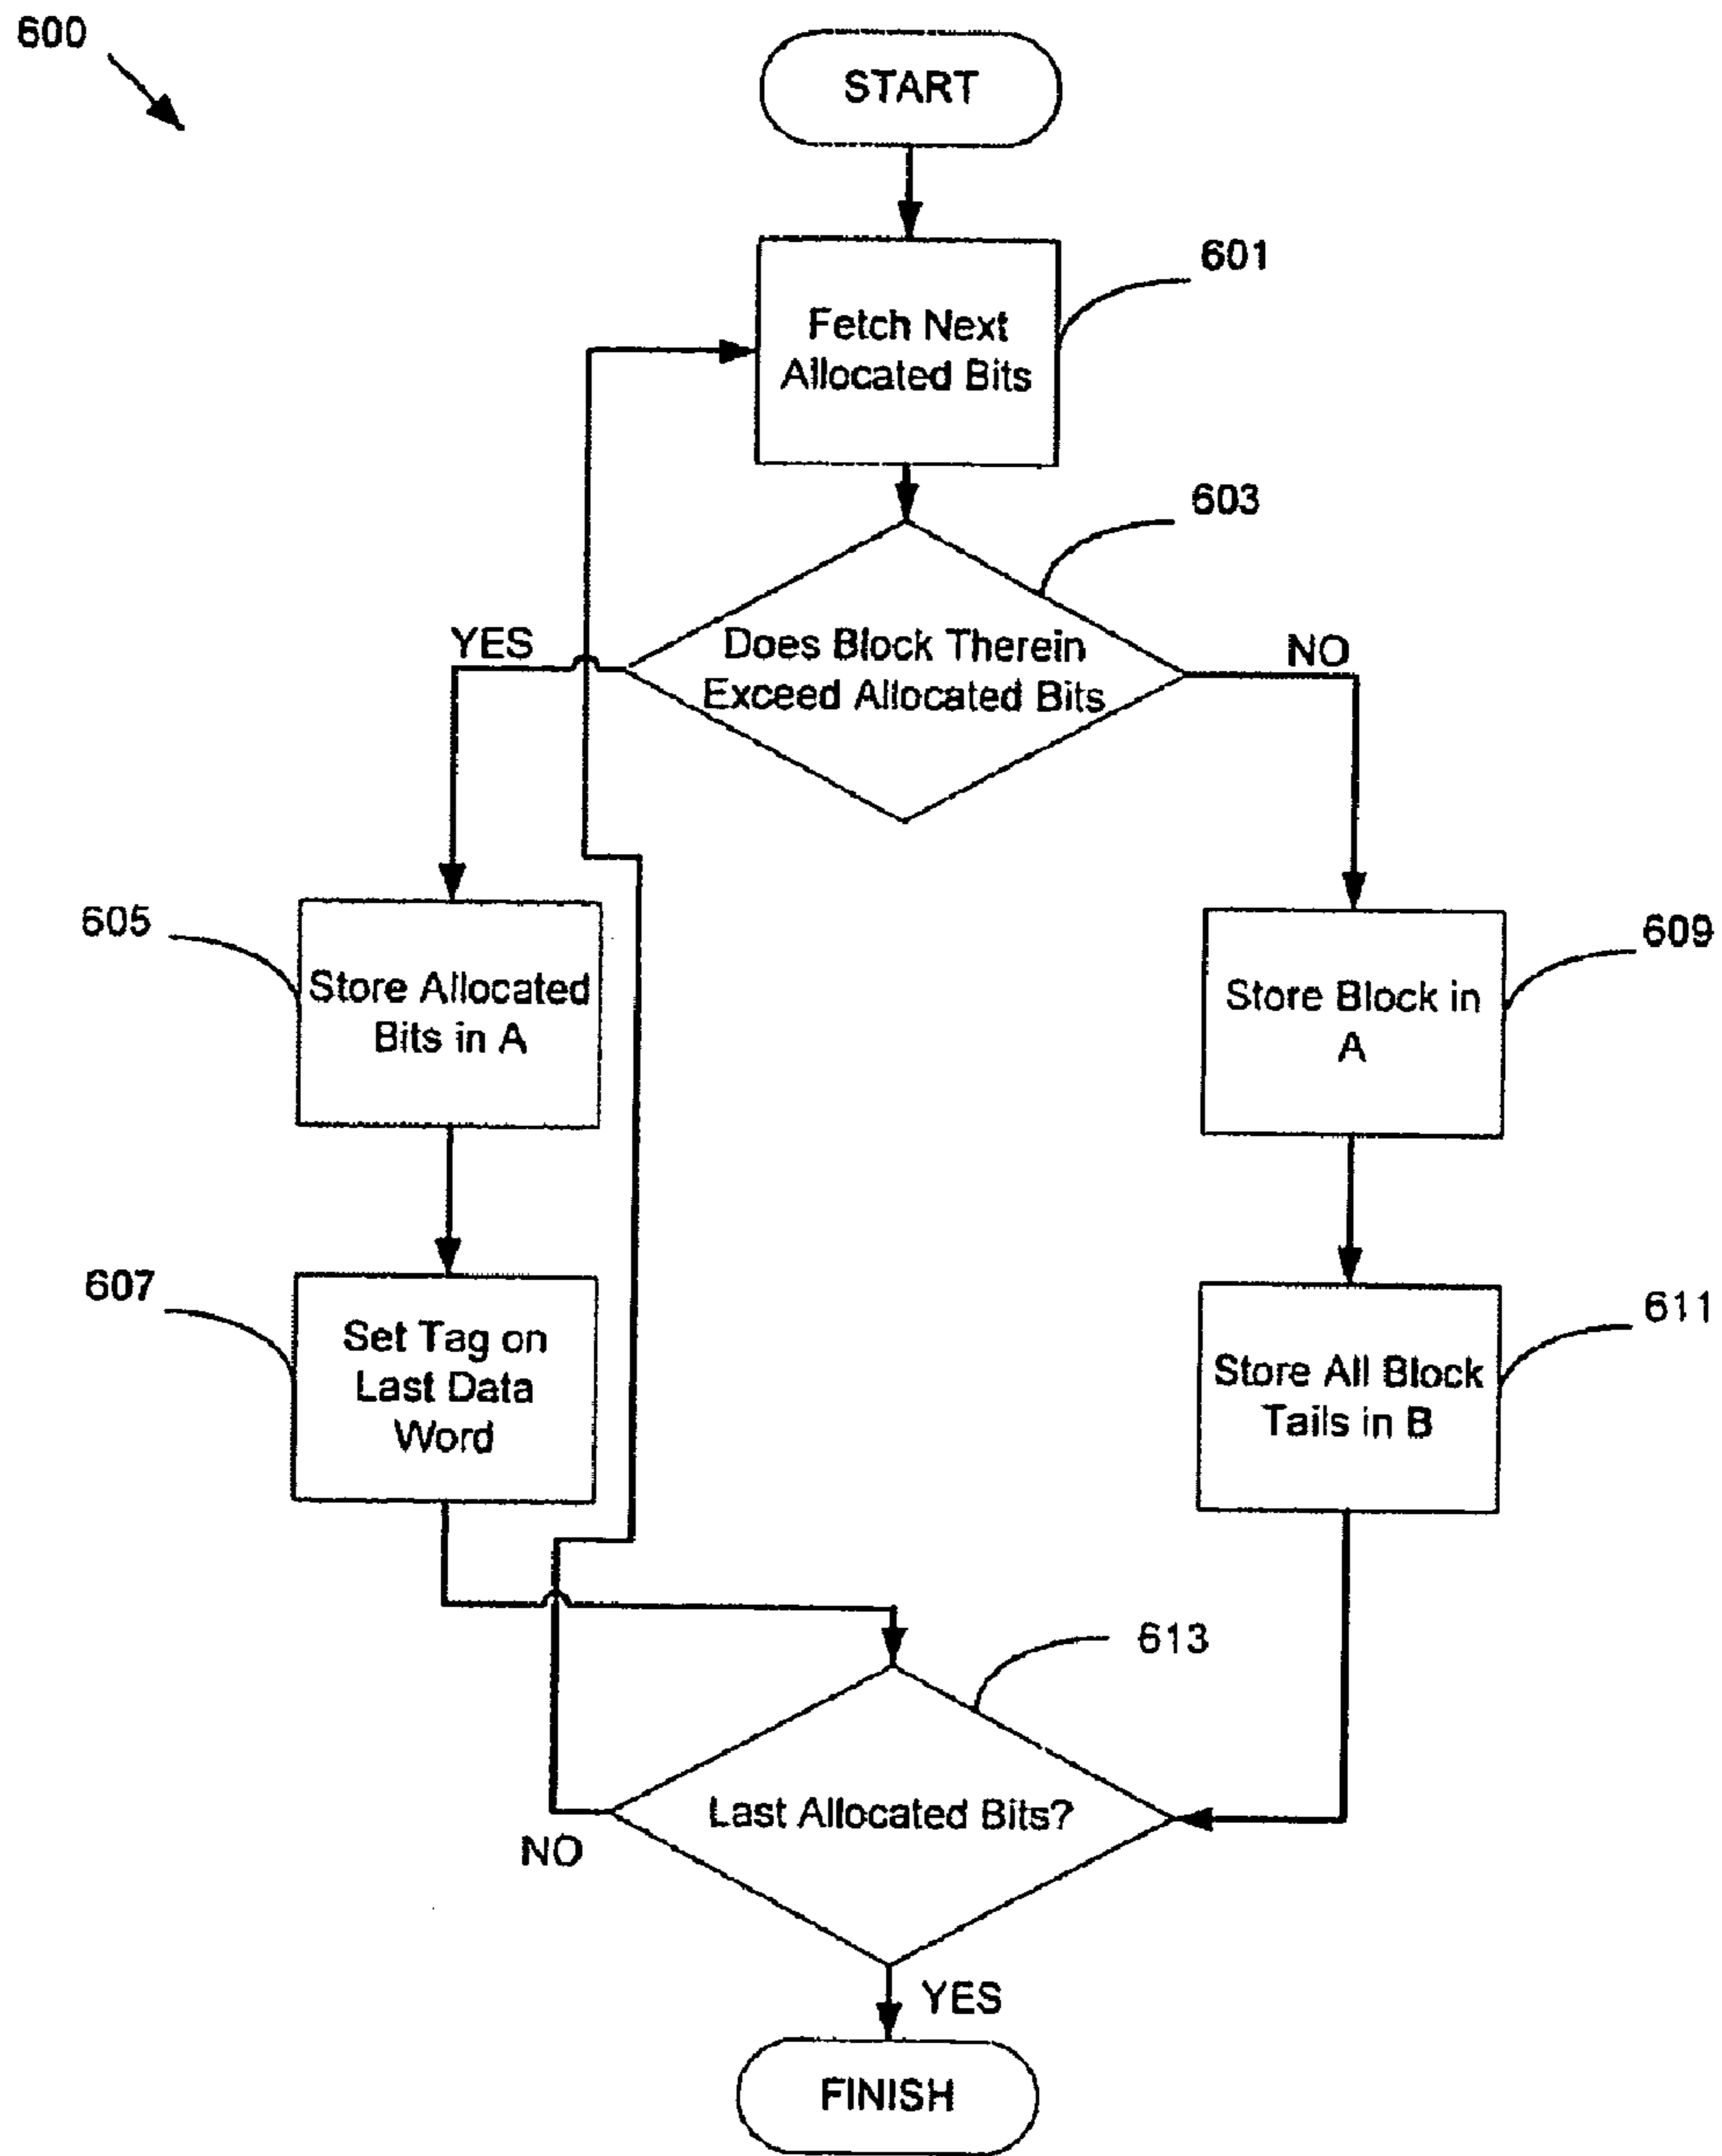 600
START
601
Fetch Next
Allocated Bits
603
YES
Does Block Therein
Exceed Allocated Bits
NO
605
Store Allocated
Bits in A
609
Store Block in
A
607
Set Tag on
Last Data
Word
611
Store All Block
Tails in B
613
Last Allocated Bits?
NO
YES
FINISH